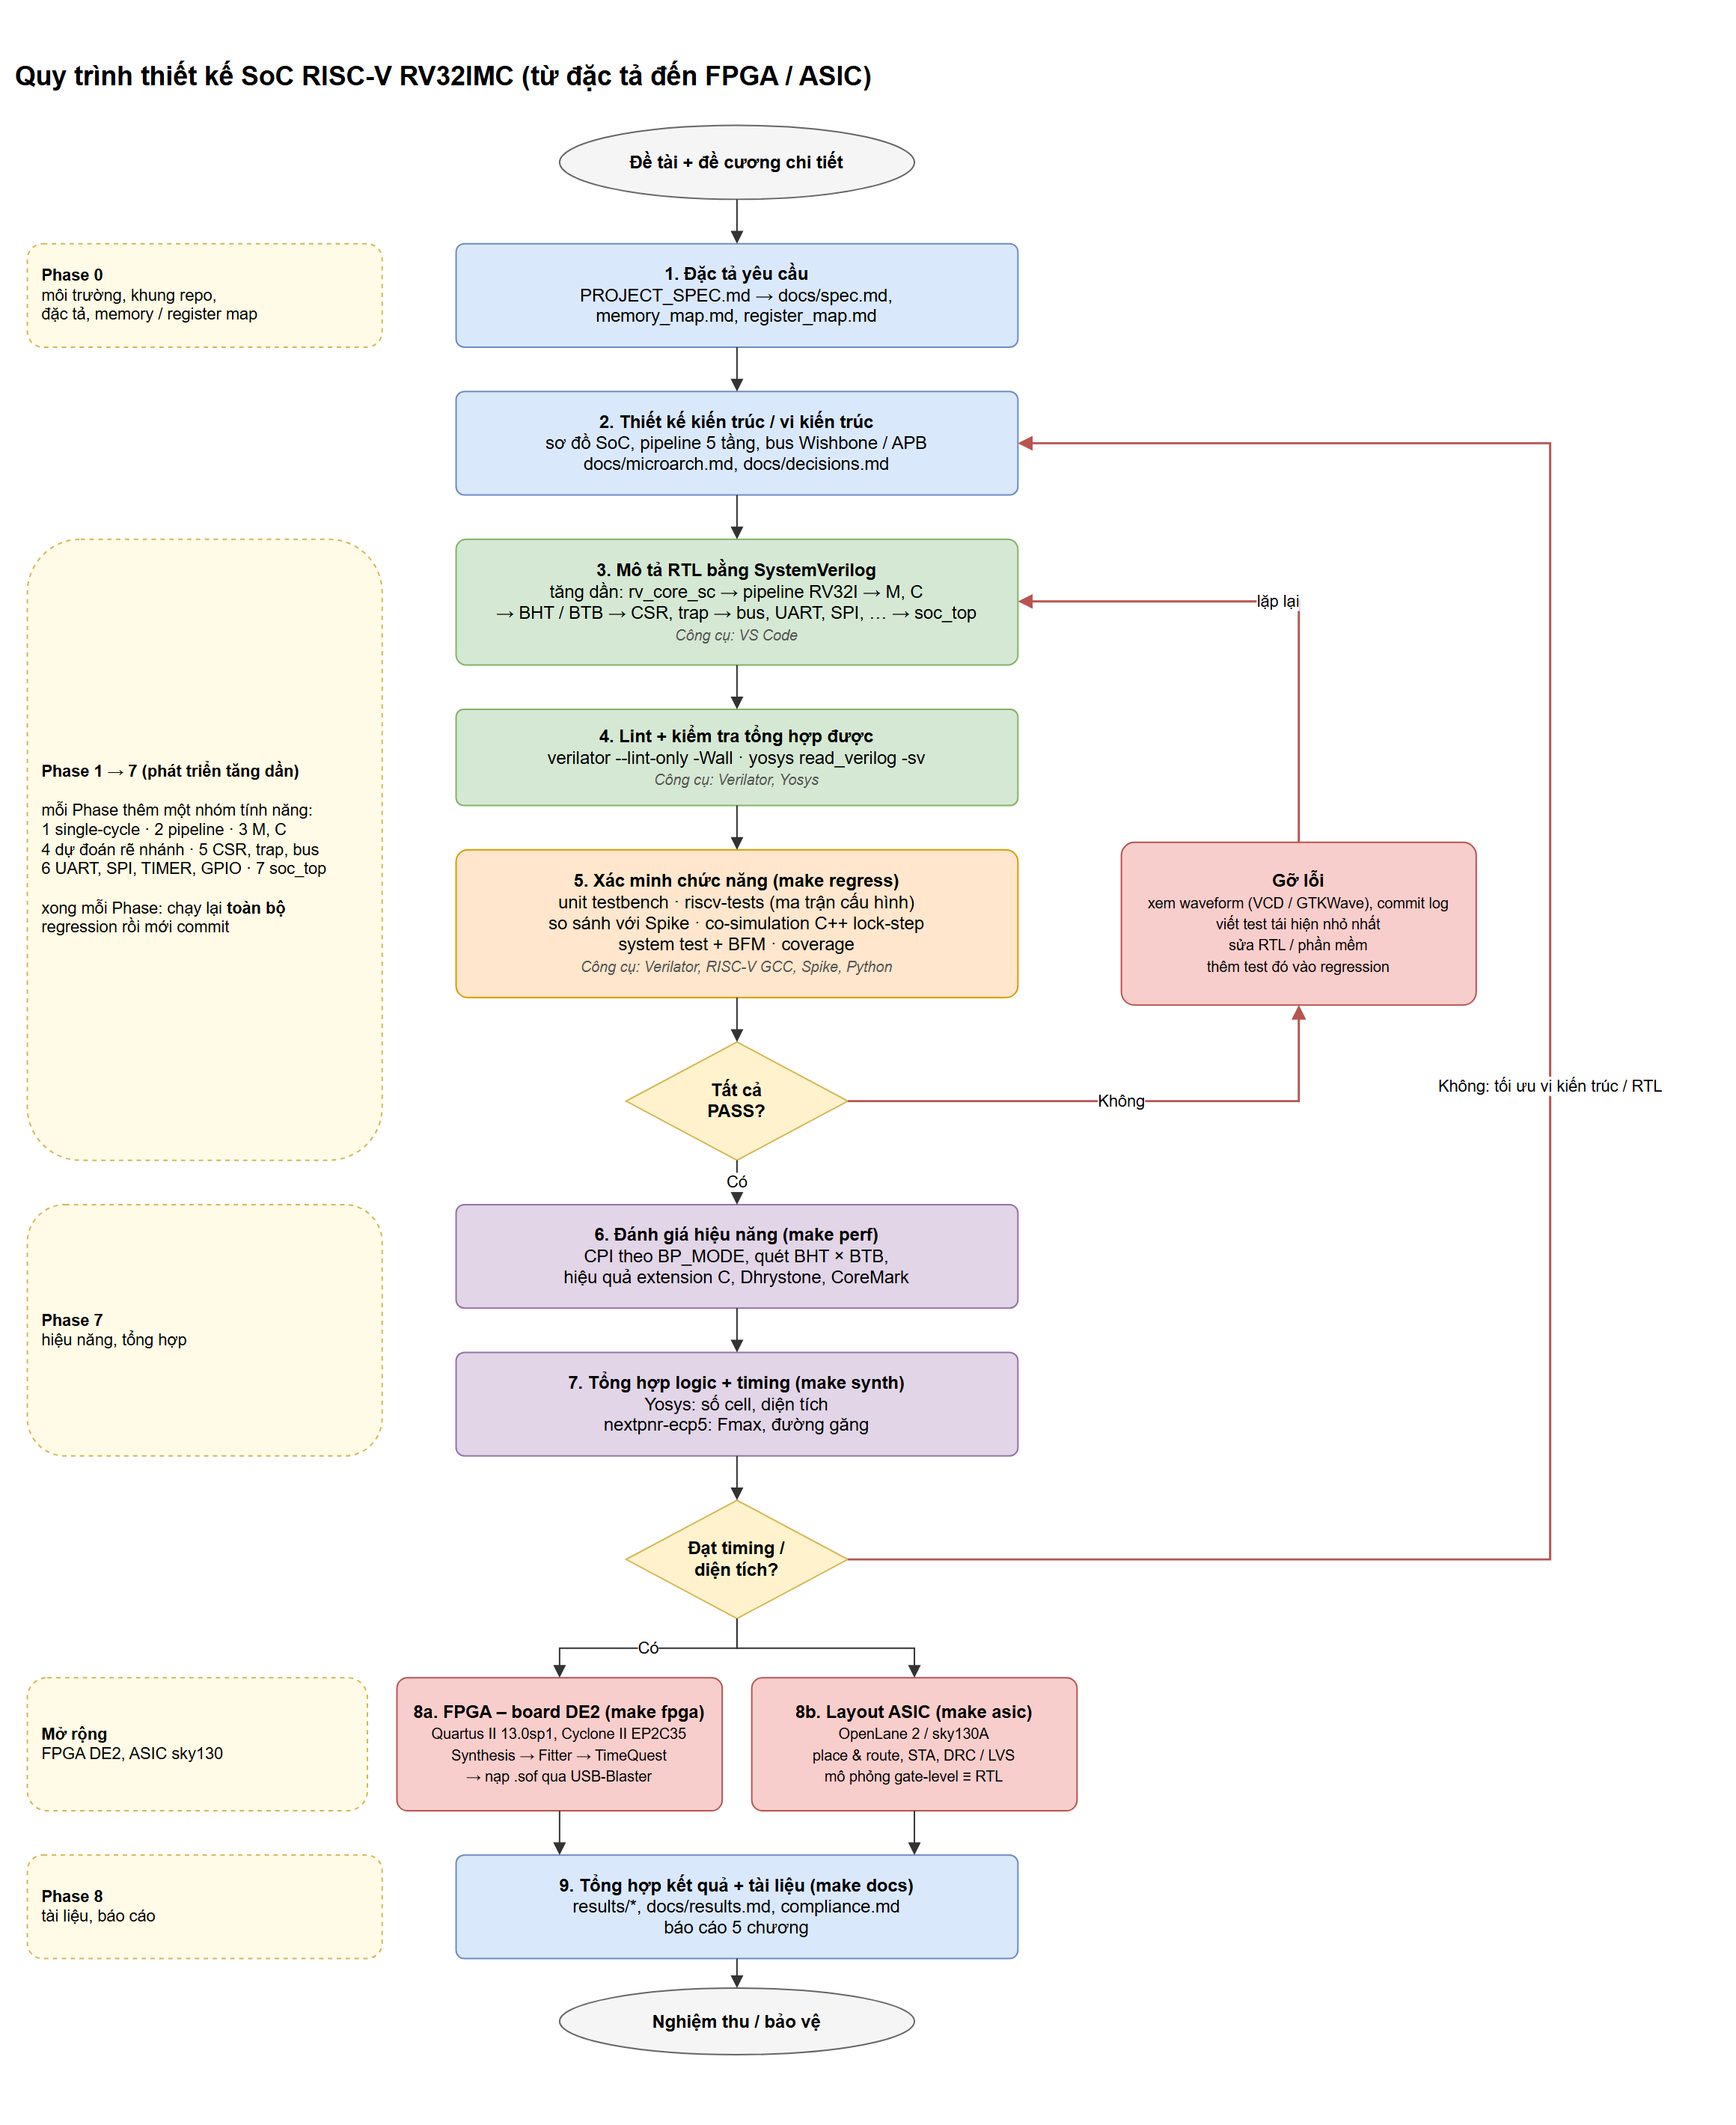 Quy trình thiết kế SoC RISC-V RV32IMC (từ đặc tả đến FPGA / ASIC)
Đề tài + đề cương chi tiết
Phase 0
môi trường, khung repo,
đặc tả, memory / register map
1. Đặc tả yêu cầu
PROJECT_SPEC.md → docs/spec.md,
memory_map.md, register_map.md
2. Thiết kế kiến trúc / vi kiến trúc
sơ đồ SoC, pipeline 5 tầng, bus Wishbone / APB
docs/microarch.md, docs/decisions.md
3. Mô tả RTL bằng SystemVerilog
tăng dần: rv_core_sc → pipeline RV32I → M, C
→ BHT / BTB → CSR, trap → bus, UART, SPI, … → soc_top
Công cụ: VS Code
lặp lại
4. Lint + kiểm tra tổng hợp được
verilator --lint-only -Wall · yosys read_verilog -sv
Công cụ: Verilator, Yosys
Phase 1 → 7 (phát triển tăng dần)
mỗi Phase thêm một nhóm tính năng:
1 single-cycle · 2 pipeline · 3 M, C
4 dự đoán rẽ nhánh · 5 CSR, trap, bus
6 UART, SPI, TIMER, GPIO · 7 soc_top
xong mỗi Phase: chạy lại toàn bộ
regression rồi mới commit
5. Xác minh chức năng (make regress)
unit testbench · riscv-tests (ma trận cấu hình)
so sánh với Spike · co-simulation C++ lock-step
system test + BFM · coverage
Công cụ: Verilator, RISC-V GCC, Spike, Python
Gỡ lỗi
xem waveform (VCD / GTKWave), commit log
viết test tái hiện nhỏ nhất
sửa RTL / phần mềm
thêm test đó vào regression
Tất cả
PASS?
Không
Không: tối ưu vi kiến trúc / RTL
Có
6. Đánh giá hiệu năng (make perf)
CPI theo BP_MODE, quét BHT × BTB,
hiệu quả extension C, Dhrystone, CoreMark
Phase 7
hiệu năng, tổng hợp
7. Tổng hợp logic + timing (make synth)
Yosys: số cell, diện tích
nextpnr-ecp5: Fmax, đường găng
Đạt timing /
diện tích?
Có
Mở rộng
FPGA DE2, ASIC sky130
8a. FPGA – board DE2 (make fpga)
Quartus II 13.0sp1, Cyclone II EP2C35
Synthesis → Fitter → TimeQuest
→ nạp .sof qua USB-Blaster
8b. Layout ASIC (make asic)
OpenLane 2 / sky130A
place & route, STA, DRC / LVS
mô phỏng gate-level ≡ RTL
Phase 8
tài liệu, báo cáo
9. Tổng hợp kết quả + tài liệu (make docs)
results/*, docs/results.md, compliance.md
báo cáo 5 chương
Nghiệm thu / bảo vệ